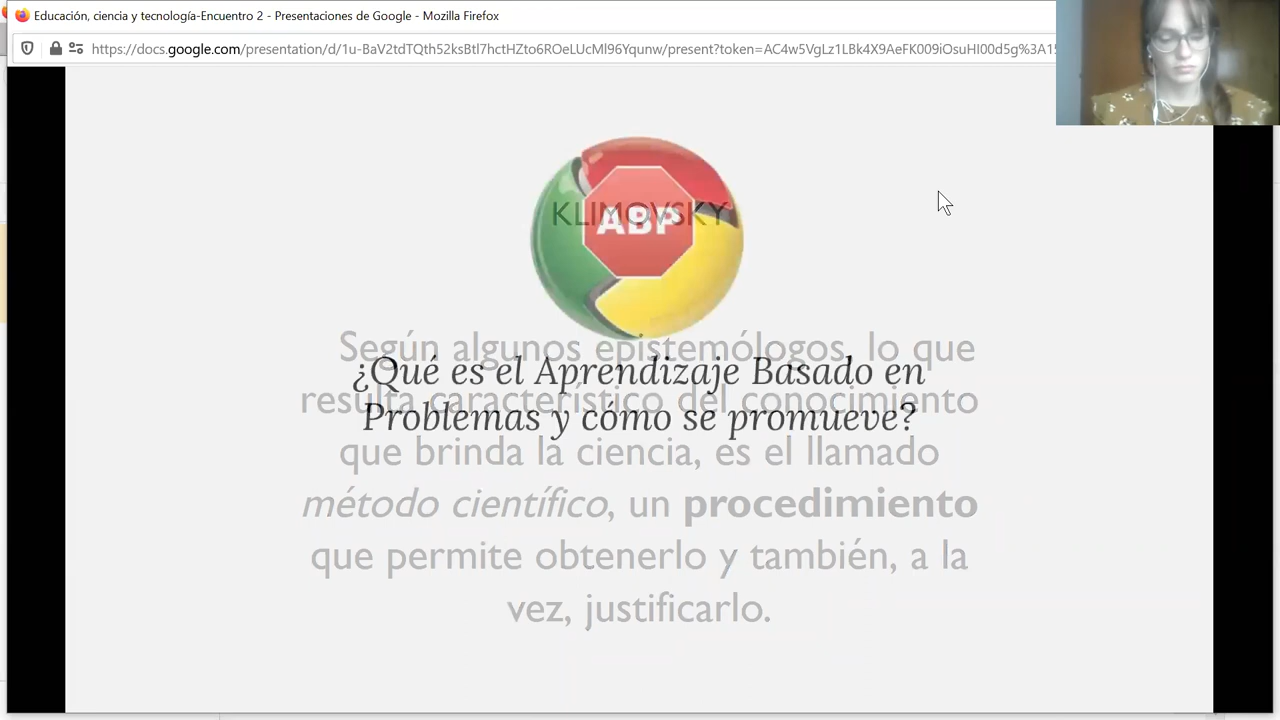 Educación, ciencia y tecnología-Encuentro 2 - Presentaciones de Google - Mozilla Firefox
https://docs.google.com/presentation/d/1u-BaV2tdTQth52ksBtl7hctHZto6ROeLUcMl96Yqunw/present?token=AC4w5VgLz1LBk4X9AeFK009iOsuHI00d5g%3A15
KLIMOVSKY
ABP
Según algunos epistemólogos, lo que
¿Qué es el Aprendizaje Basado en
resulta característico del conocimiento
Problemas y cómo se promueve?
que brinda la ciencia, es el llamado
método científico, un procedimiento
que permite obtenerlo y también, a la
vez, justificarlo.